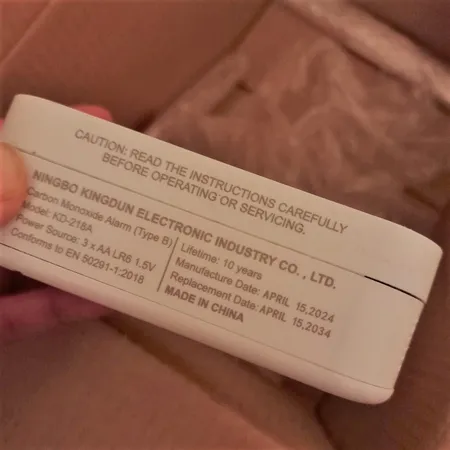 CAUTION: READ THE INSTRUCTIONS CAREFULLY
BEFORE OPERATING OR SERVICING.
NINGBO KINGDUN ELECTRONIC INDUSTRY CO. , LTD.
Carbon Monoxide Alarm (Type B)
Model: KD-218A
Power Source: 3 x AA LR6 1.5V
Conforms to EN 50291-1:2018
Lifetime: 10 years
Manufacture Date: APRIL 15,2024
Replacement Date: APRIL 15,2034
MADE IN CHINA